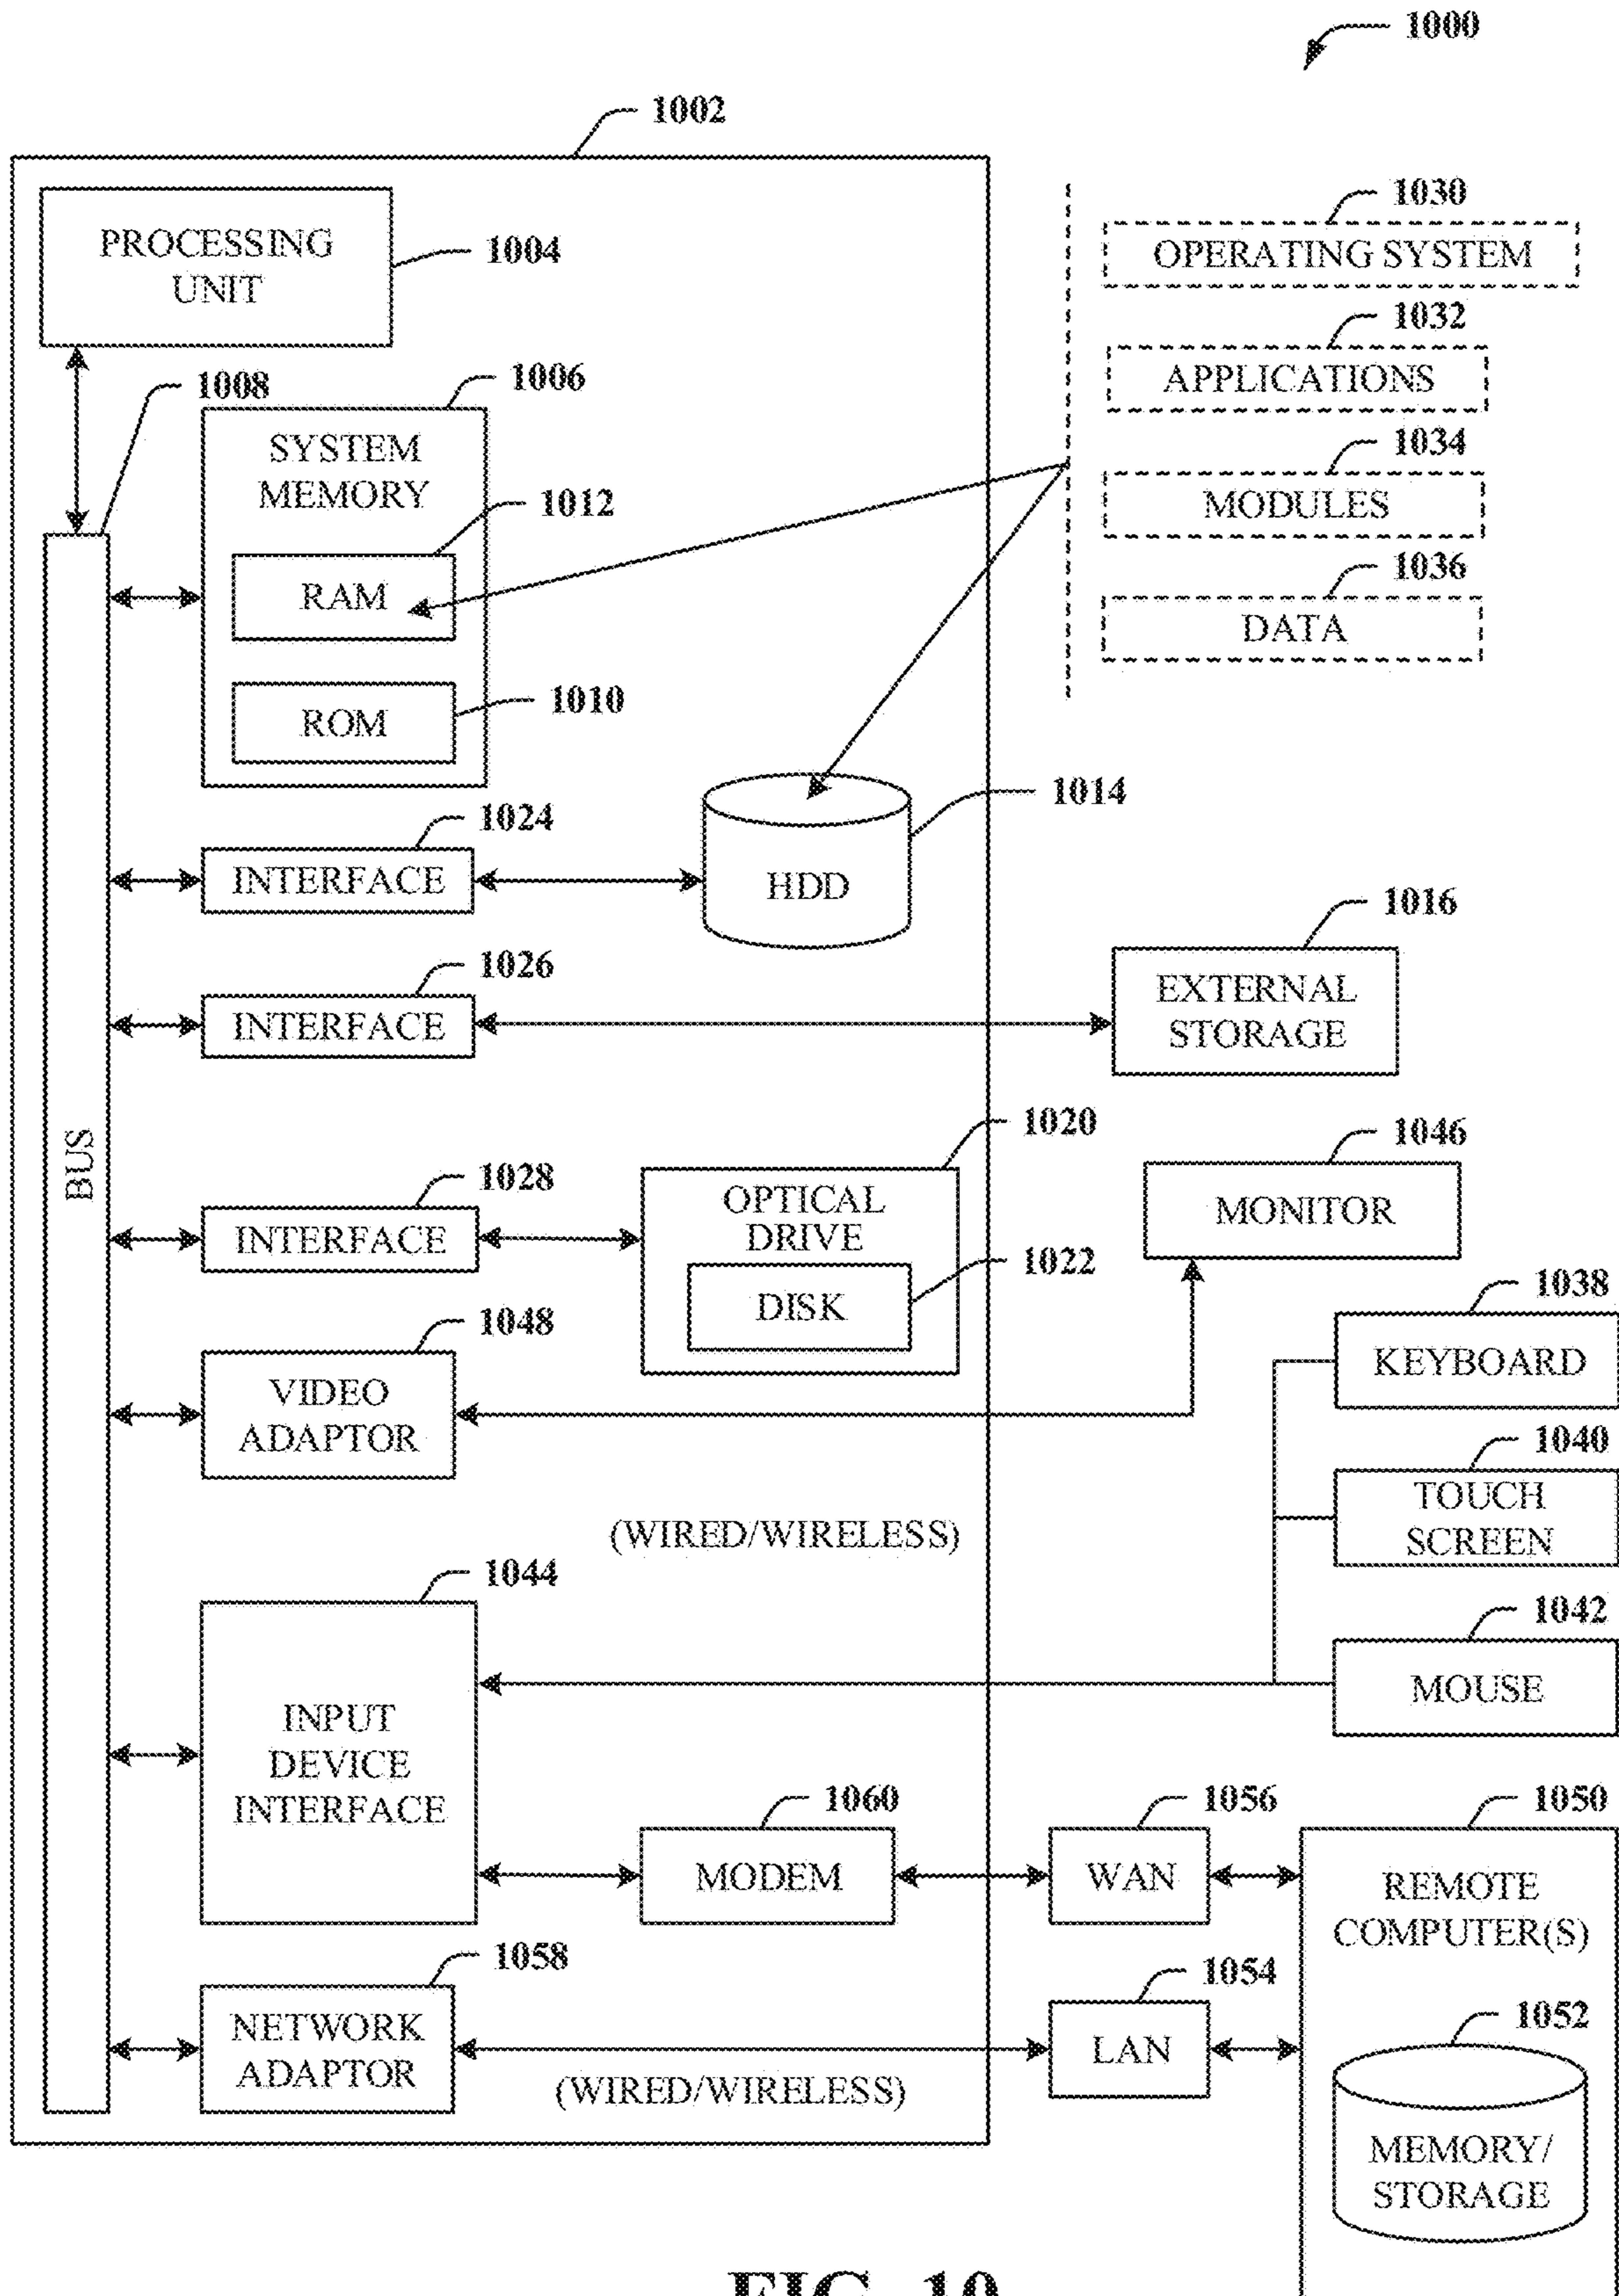 1000
1002
PROCESSING
UNIT
1004
1030
OPERATING SYSTEM
1032
APPLICATIONS
1034
MODULES
1036
DATA
1008
1006
SYSTEM
MEMORY
1012
RAM
1010
ROM
1024
INTERFACE
1014
HDD
1026
INTERFACE
1016
EXTERNAL
STORAGE
BUS
1028
INTERFACE
1020
OPTICAL
DRIVE
1022
DISK
1046
MONITOR
1048
VIDEO
ADAPTOR
1038
KEYBOARD
1040
TOUCH
SCREEN
(WIRED/WIRELESS)
1044
INPUT
DEVICE
INTERFACE
1042
MOUSE
1060
MODEM
1056
WAN
1050
REMOTE
COMPUTER(S)
1058
NETWORK
ADAPTOR
(WIRED/WIRELESS)
1054
LAN
1052
MEMORY/
STORAGE
FIG. 10